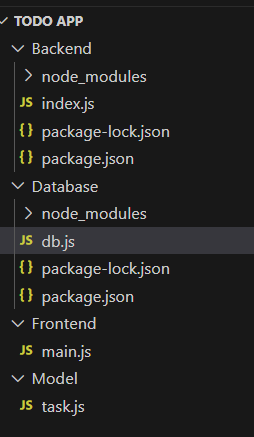 TODO APP
Backend
node_modules
JS index.js
{} package-lock.json
{} package.json
Database
node_modules
JS db.js
{} package-lock.json
{} package.json
Frontend
JS main.js
Model
JS task.js